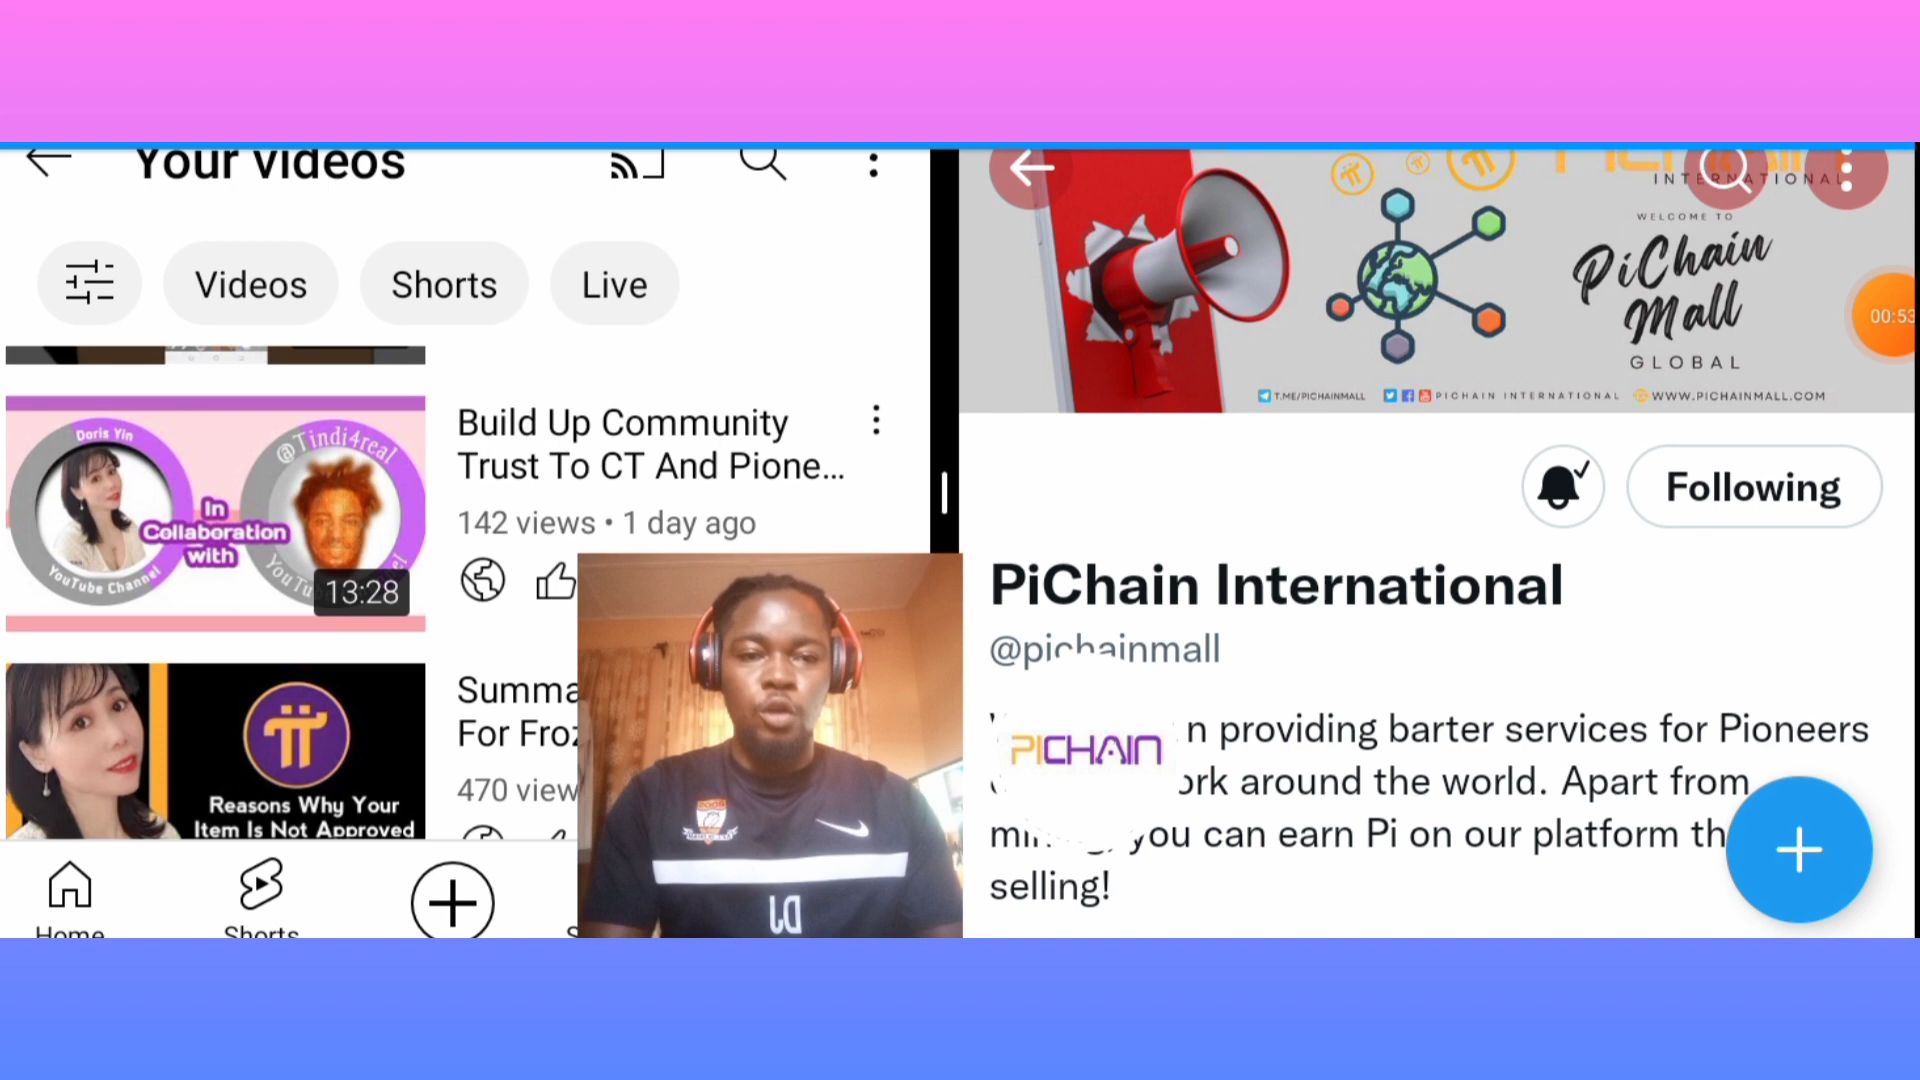 Your videos
Videos
Shorts
Live
Doris Yin
YouTube Channel
In
Collaboration
with
@Tindi4real
13:28
Build Up Community
Trust To CT And Pione...
142 views • 1 day ago
Reasons Why Your
Item Is Not Approved
For
470
Home
Shorts
INTERNATIONAL
WELCOME TO
PiChain
Mall
GLOBAL
T.ME/PICHAINMALL
PICHAIN INTERNATIONAL
WWW.PICHAINMALL.COM
00:53
Following
PiChain International
@pichainmall
PICHAIN
providing barter services for Pioneers
around the world. Apart from
you can earn Pi on our platform
selling!